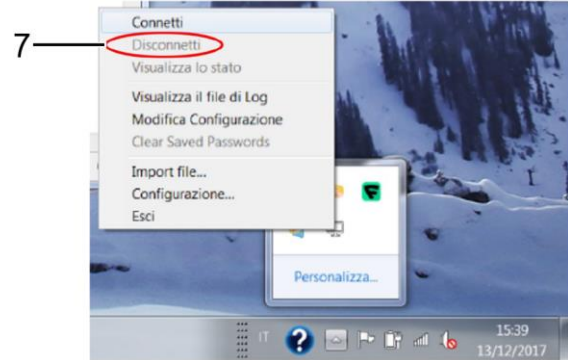 7
Connetti
Disconnetti
Visualizza lo stato
Visualizza il file di Log
Modifica Configurazione
Clear Saved Passwords
Import file...
Configurazione...
Esci
Personalizza...
IT
?
15:39
13/12/2017